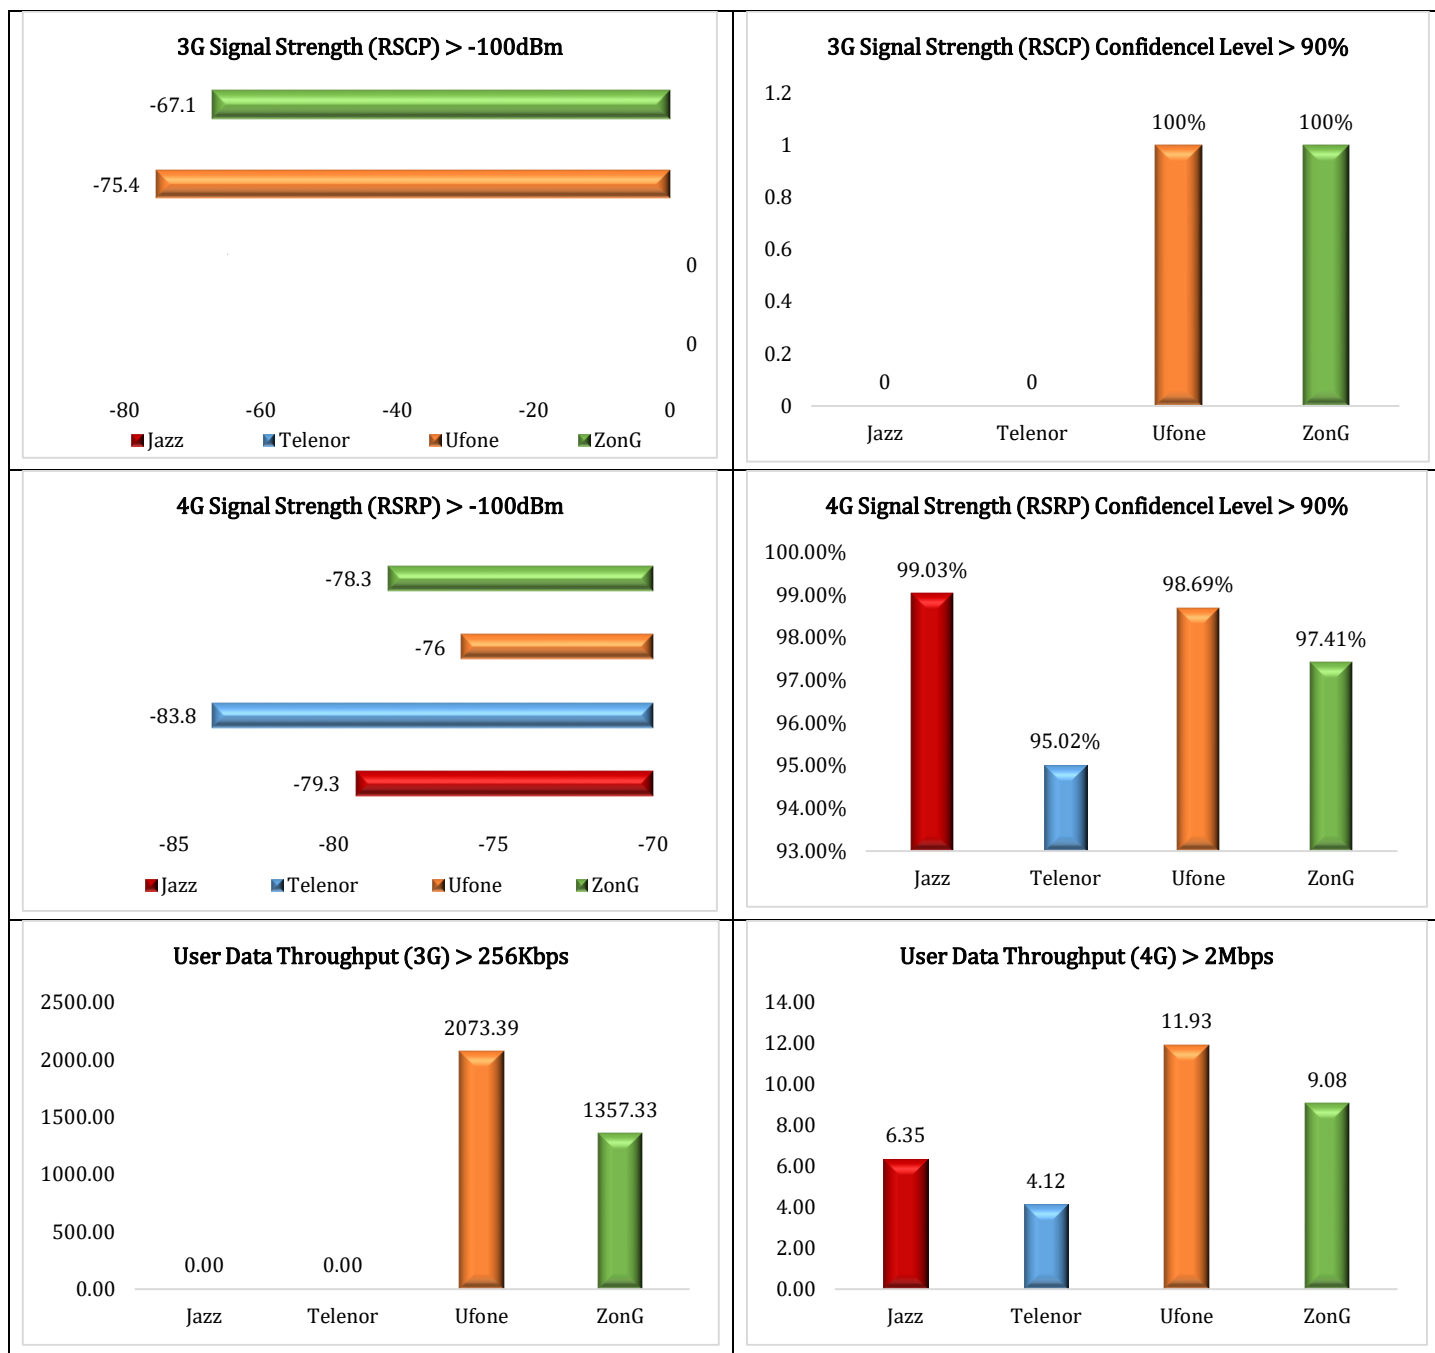 3G Signal Strength (RSCP) > -100dBm
-67.1
-75.4
0
0
-80 -60 -40 -20 0
Jazz Telenor Ufone ZonG
3G Signal Strength (RSCP) Confidencel Level > 90%
1.2
1
0.8
0.6
0.4
0.2
0
0 0 100% 100%
Jazz Telenor Ufone ZonG
4G Signal Strength (RSRP) > -100dBm
-78.3
-76
-83.8
-79.3
-85 -80 -75 -70
Jazz Telenor Ufone ZonG
4G Signal Strength (RSRP) Confidencel Level > 90%
100.00%
99.00%
98.00%
97.00%
96.00%
95.00%
94.00%
93.00%
99.03% 95.02% 98.69% 97.41%
Jazz Telenor Ufone ZonG
User Data Throughput (3G) > 256Kbps
2500.00
2000.00
1500.00
1000.00
500.00
0.00
0.00 0.00 2073.39 1357.33
Jazz Telenor Ufone ZonG
User Data Throughput (4G) > 2Mbps
14.00
12.00
10.00
8.00
6.00
4.00
2.00
0.00
6.35 4.12 11.93 9.08
Jazz Telenor Ufone ZonG